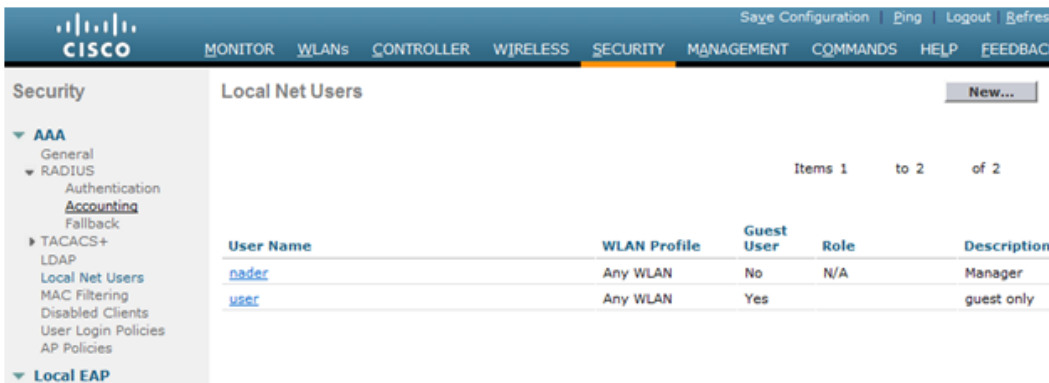 Save Configuration | Ping | Logout | Refres
CISCO
MONITOR WLANs CONTROLLER WIRELESS SECURITY MANAGEMENT COMMANDS HELP FEEDBAC
Security
AAA
General
RADIUS
Authentication
Accounting
Fallback
TACACS+
LDAP
Local Net Users
MAC Filtering
Disabled Clients
User Login Policies
AP Policies
Local EAP
Local Net Users
New...
Items 1 to 2 of 2
User Name WLAN Profile Guest User Role Description
nader Any WLAN No N/A Manager
user Any WLAN Yes guest only